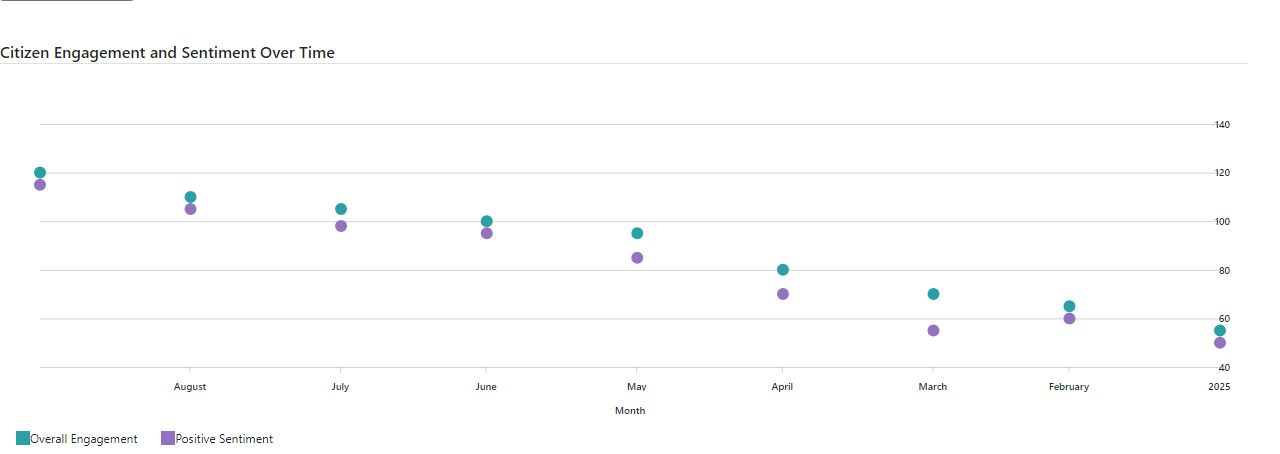 Citizen Engagement and Sentiment Over Time
140
120
100
80
60
40
August July June May April March February 2025
Month
Overall Engagement Positive Sentiment